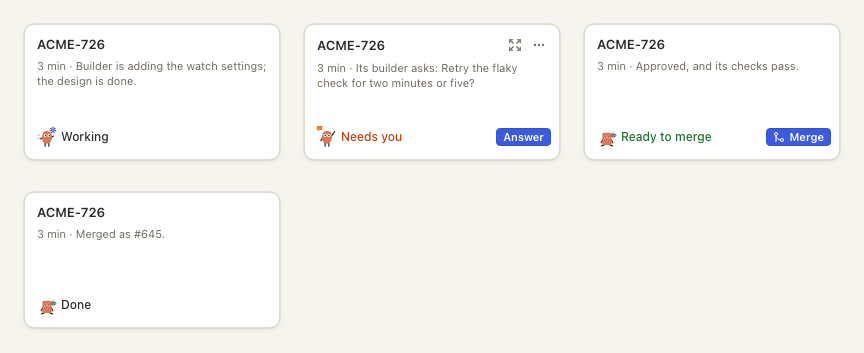 ACME-726
3 min · Builder is adding the watch settings;
the design is done.
Working
ACME-726
3 min · Its builder asks: Retry the flaky
check for two minutes or five?
Needs you
Answer
ACME-726
3 min · Approved, and its checks pass.
Ready to merge
Merge
ACME-726
3 min · Merged as #645.
Done